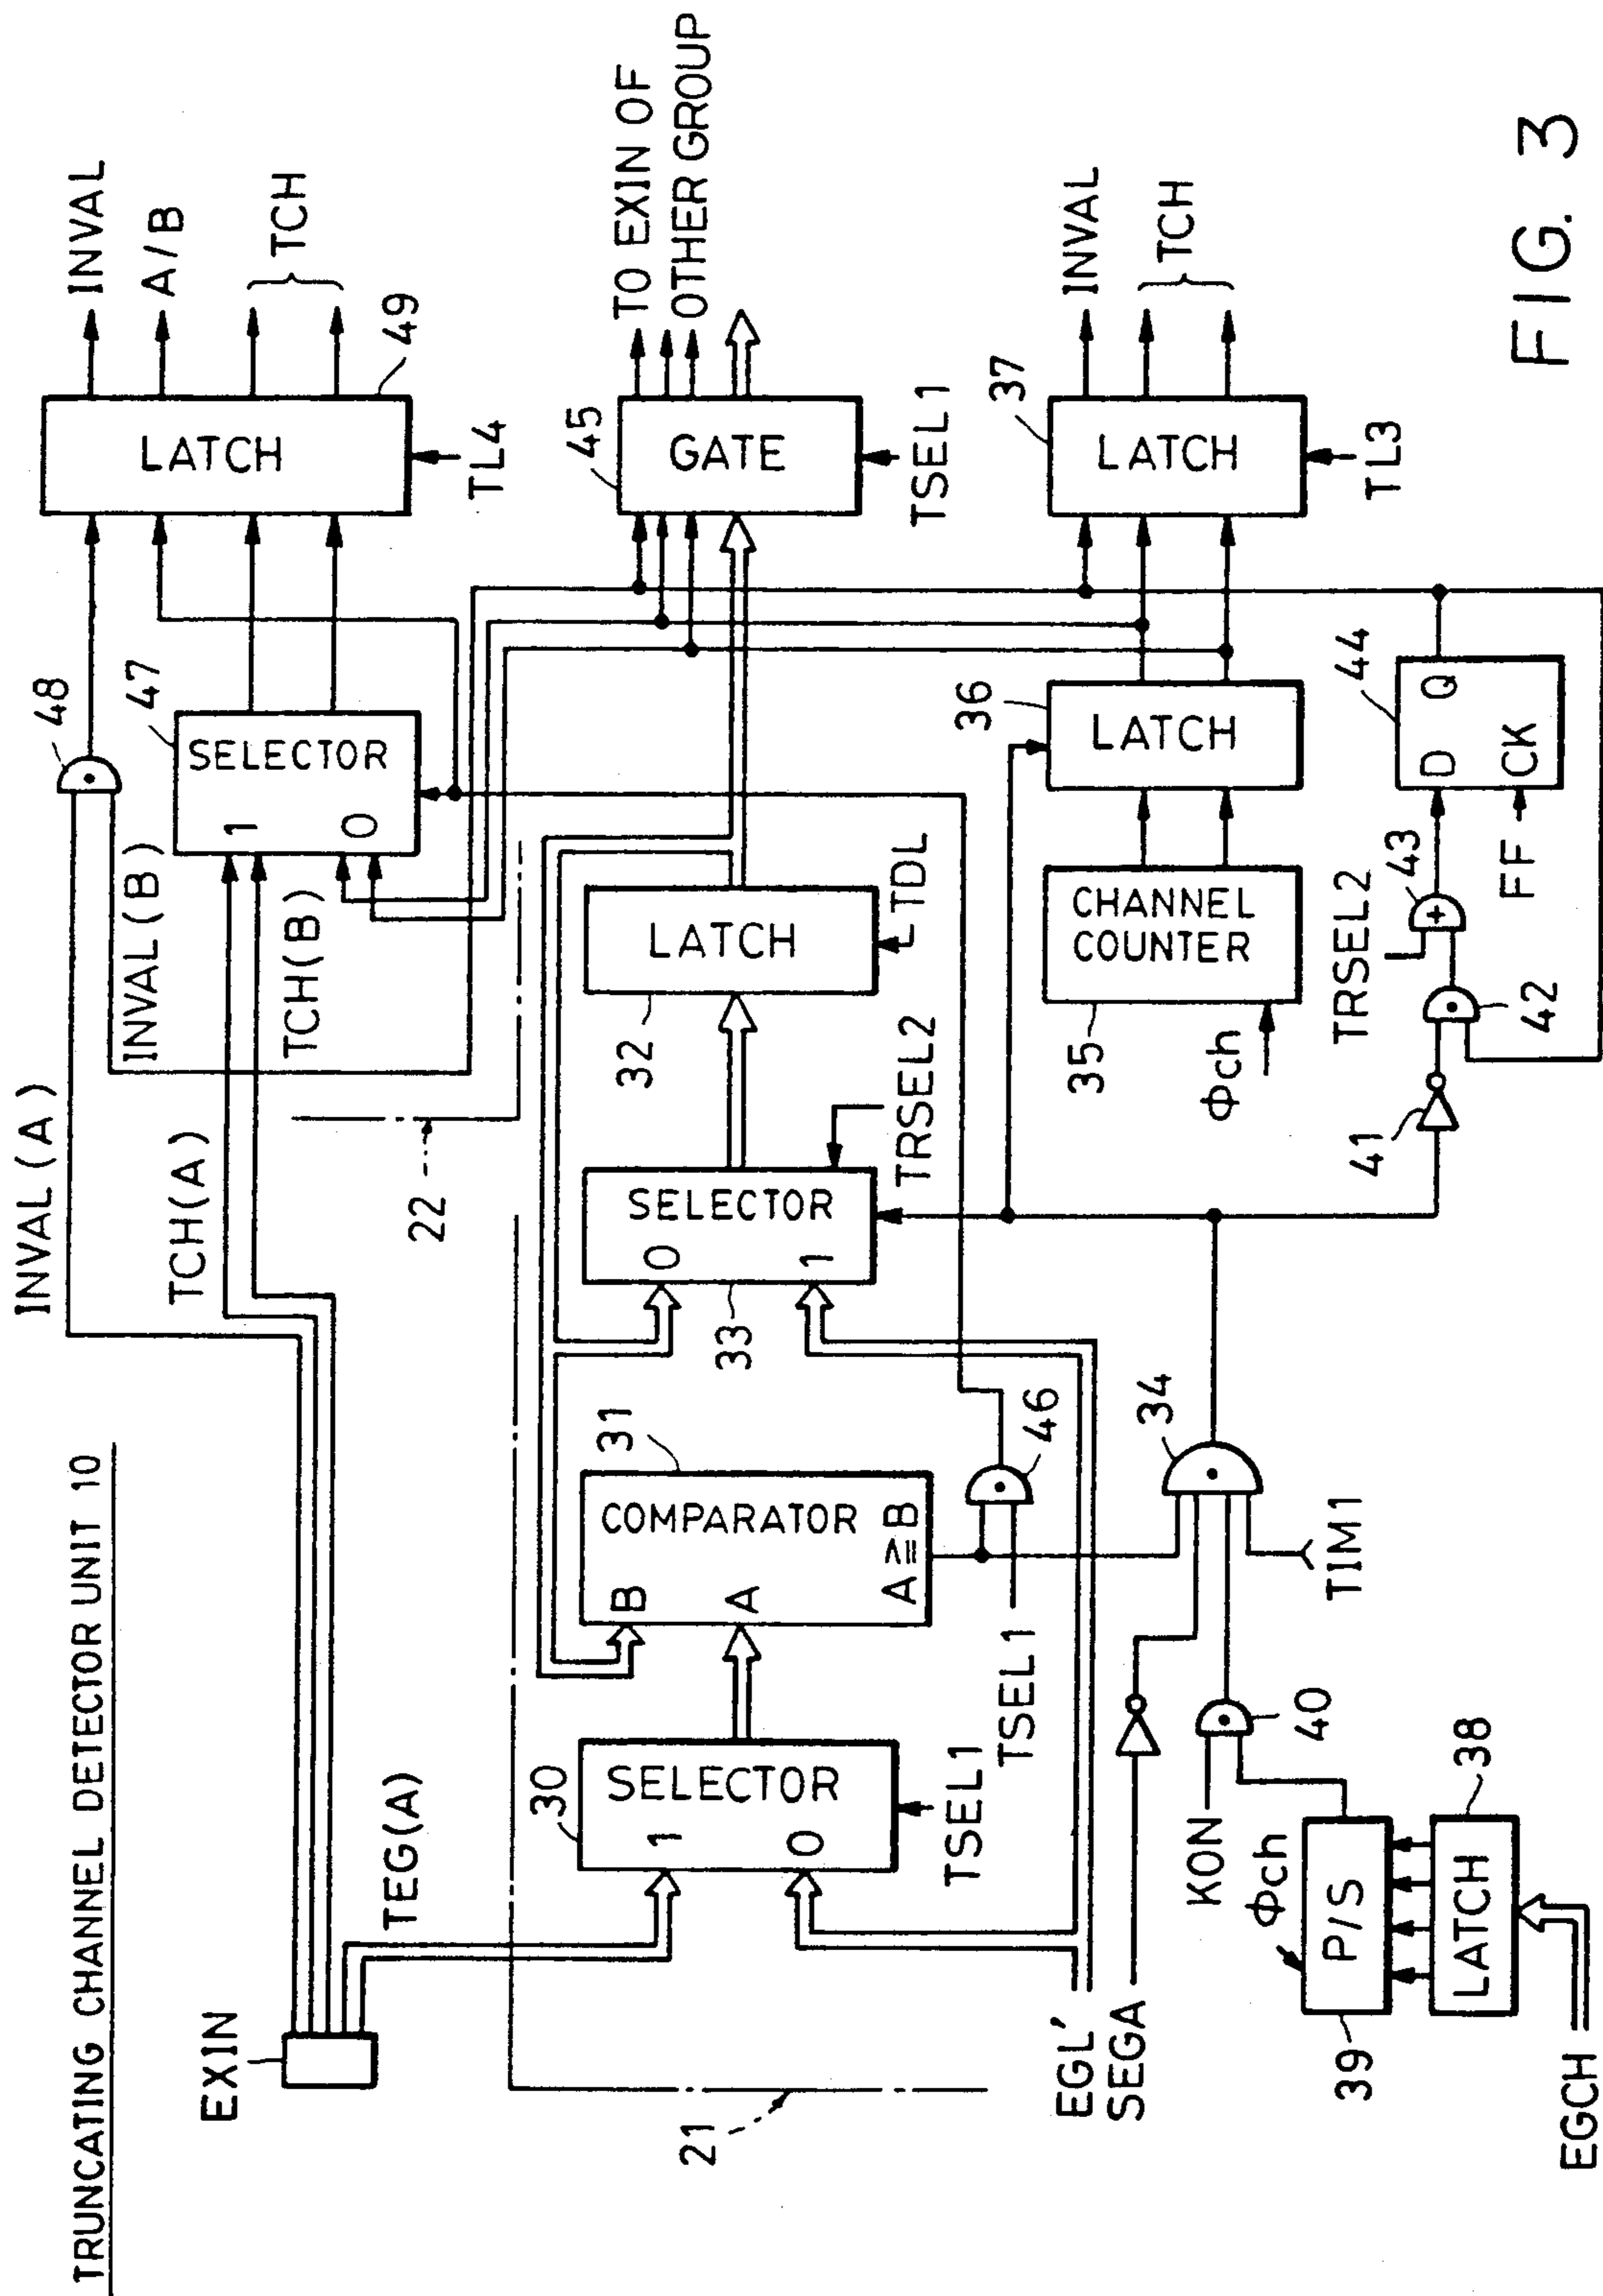 TRUNCATING CHANNEL DETECTOR UNIT 10
EXIN
INVAL (A)
TCH(A)
INVAL(B)
TCH(B)
TEG(A)
48
47
SELECTOR
1
0
LATCH
49
TL4
INVAL
A/B
TCH
22
21
30
SELECTOR
1
0
TSEL1
31
COMPARATOR
B
A
A≦B
46
TSEL1
33
SELECTOR
0
1
TRSEL2
32
LATCH
TDL
45
GATE
TSEL1
TO EXIN OF
OTHER GROUP
EGL'
SEGA
KON
40
34
TIM1
35
CHANNEL
COUNTER
Φch
36
LATCH
37
LATCH
TL3
INVAL
TCH
Φch
39
P/S
38
LATCH
EGCH
41
42
43
TRSEL2
44
D
Q
CK
FF
FIG. 3